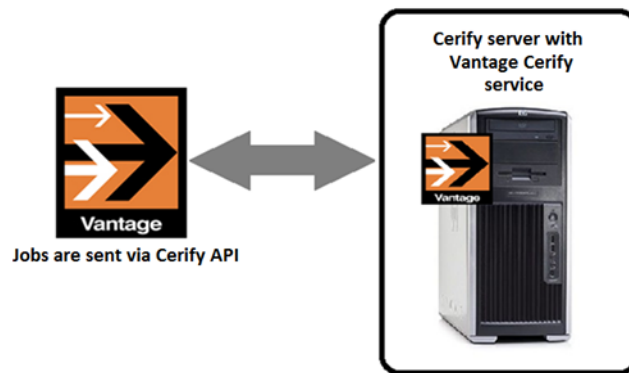 Cerify server with
Vantage Cerify
service
Vantage
Jobs are sent via Cerify API
Vantage